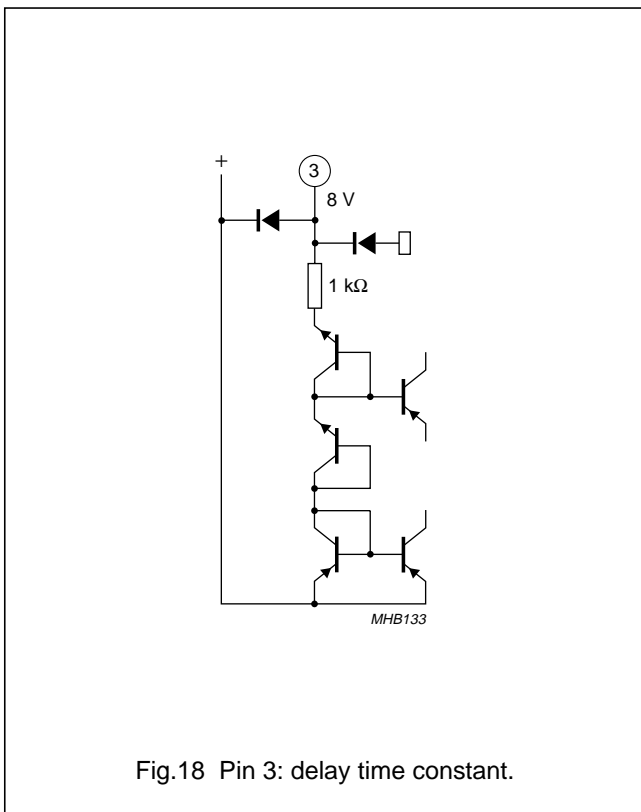 +
3
8 V
1 kΩ
MHB133
Fig.18 Pin 3: delay time constant.